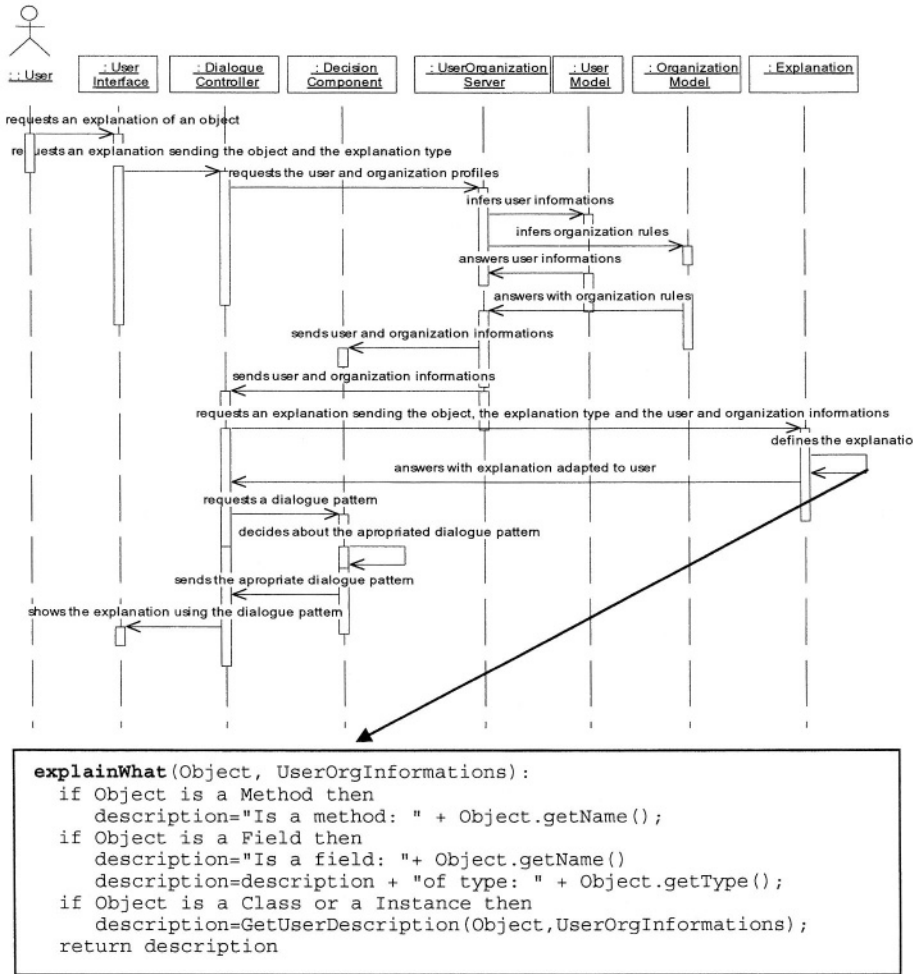 : : User
: User
Interface
: Dialogue
Controller
: Decision
Component
: UserOrganization
Server
: User
Model
: Organization
Model
: Explanation
requests an explanation of an object
requests an explanation sending the object and the explanation type
requests the user and organization profiles
infers user informations
infers organization rules
answers user informations
answers with organization rules
sends user and organization informations
sends user and organization informations
requests an explanation sending the object, the explanation type and the user and organization informations
defines the explanatio
answers with explanation adapted to user
requests a dialogue pattern
decides about the apropriated dialogue pattern
sends the apropriate dialogue pattern
shows the explanation using the dialogue pattern
explainWhat(Object, UserOrgInformations):
if Object is a Method then
description="Is a method: " + Object.getName();
if Object is a Field then
description="Is a field: "+ Object.getName()
description=description + "of type: " + Object.getType();
if Object is a Class or a Instance then
description=GetUserDescription(Object,UserOrgInformations);
return description